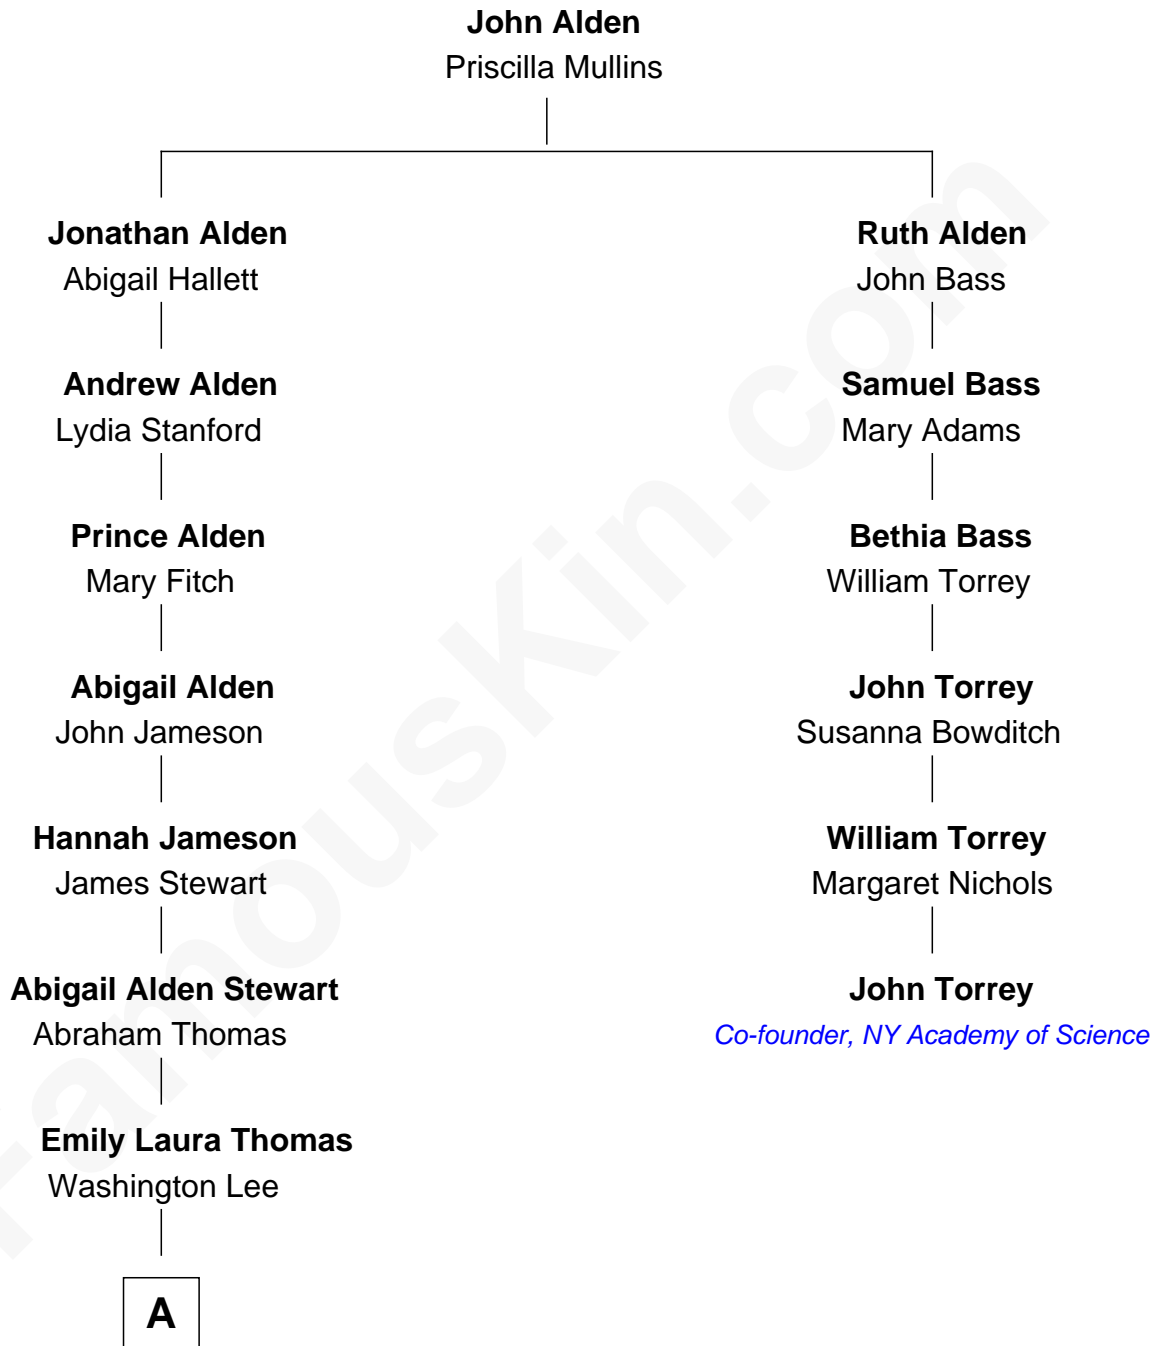 John Alden
Priscilla Mullins
Jonathan Alden
Abigail Hallett
Ruth Alden
John Bass
Andrew Alden
Lydia Stanford
Samuel Bass
Mary Adams
Prince Alden
Mary Fitch
Bethia Bass
William Torrey
Abigail Alden
John Jameson
John Torrey
Susanna Bowditch
Hannah Jameson
James Stewart
William Torrey
Margaret Nichols
Abigail Alden Stewart
Abraham Thomas
John Torrey
Co-founder, NY Academy of Science
Emily Laura Thomas
Washington Lee
A
FamousKin.com